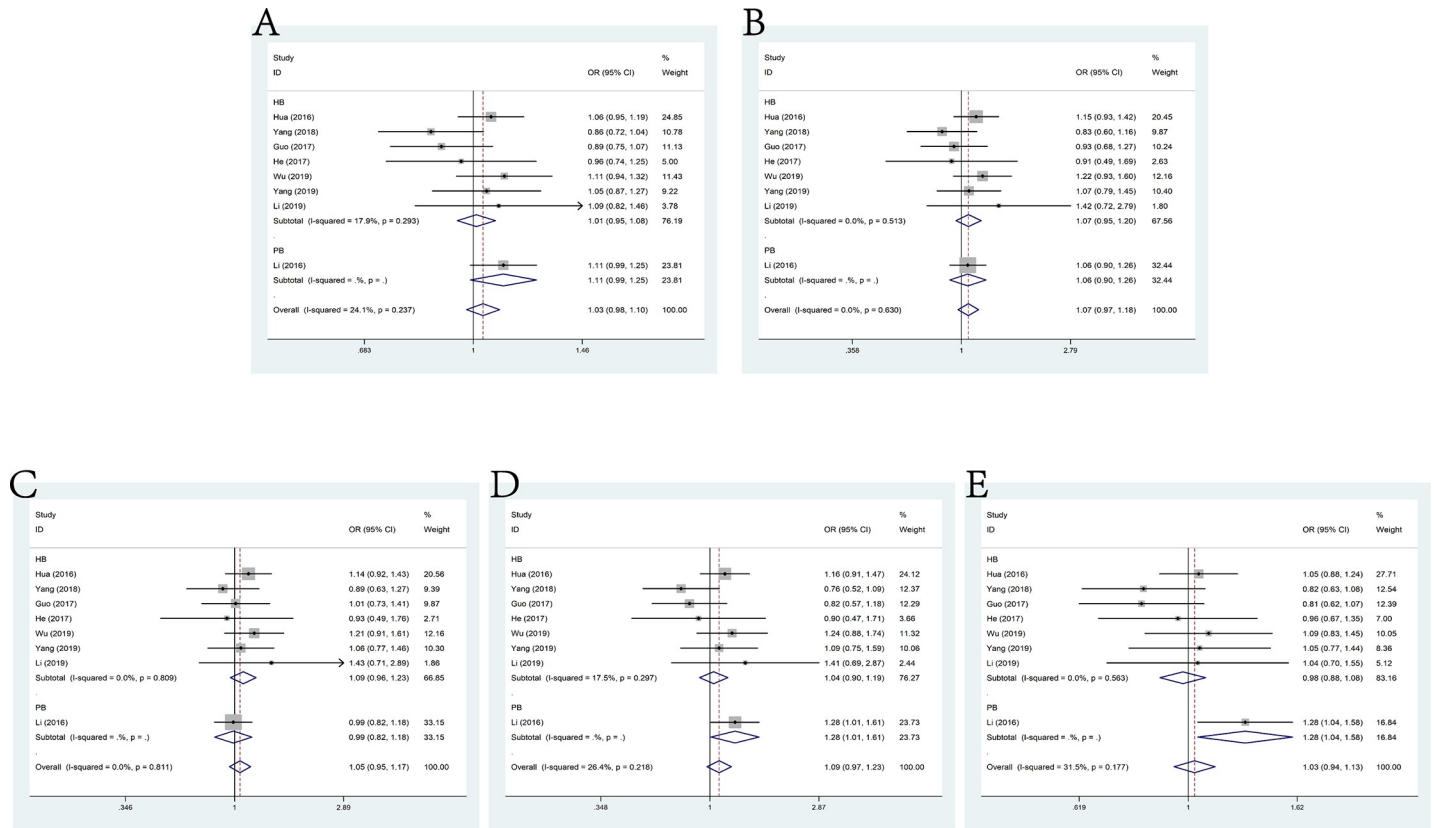 A
Study %
ID OR (95% CI) Weight
HB
Hua (2016) 1.06 (0.95, 1.19) 24.85
Yang (2018) 0.86 (0.72, 1.04) 10.78
Guo (2017) 0.89 (0.75, 1.07) 11.13
He (2017) 0.96 (0.74, 1.25) 5.00
Wu (2019) 1.11 (0.94, 1.32) 11.43
Yang (2019) 1.05 (0.87, 1.27) 9.22
Li (2019) 1.09 (0.82, 1.46) 3.78
Subtotal (I-squared = 17.9%, p = 0.293) 1.01 (0.95, 1.08) 76.19
.
PB
Li (2016) 1.11 (0.99, 1.25) 23.81
Subtotal (I-squared = .%, p = .) 1.11 (0.99, 1.25) 23.81
.
Overall (I-squared = 24.1%, p = 0.237) 1.03 (0.98, 1.10) 100.00
.683 1 1.46
B
Study %
ID OR (95% CI) Weight
HB
Hua (2016) 1.15 (0.93, 1.42) 20.45
Yang (2018) 0.83 (0.60, 1.16) 9.87
Guo (2017) 0.93 (0.68, 1.27) 10.24
He (2017) 0.91 (0.49, 1.69) 2.63
Wu (2019) 1.22 (0.93, 1.60) 12.16
Yang (2019) 1.07 (0.79, 1.45) 10.40
Li (2019) 1.42 (0.72, 2.79) 1.80
Subtotal (I-squared = 0.0%, p = 0.513) 1.07 (0.95, 1.20) 67.56
.
PB
Li (2016) 1.06 (0.90, 1.26) 32.44
Subtotal (I-squared = .%, p = .) 1.06 (0.90, 1.26) 32.44
.
Overall (I-squared = 0.0%, p = 0.630) 1.07 (0.97, 1.18) 100.00
.358 1 2.79
C
Study %
ID OR (95% CI) Weight
HB
Hua (2016) 1.14 (0.92, 1.43) 20.56
Yang (2018) 0.89 (0.63, 1.27) 9.39
Guo (2017) 1.01 (0.73, 1.41) 9.87
He (2017) 0.93 (0.49, 1.76) 2.71
Wu (2019) 1.21 (0.91, 1.61) 12.16
Yang (2019) 1.06 (0.77, 1.46) 10.30
Li (2019) 1.43 (0.71, 2.89) 1.86
Subtotal (I-squared = 0.0%, p = 0.809) 1.09 (0.96, 1.23) 66.85
.
PB
Li (2016) 0.99 (0.82, 1.18) 33.15
Subtotal (I-squared = .%, p = .) 0.99 (0.82, 1.18) 33.15
.
Overall (I-squared = 0.0%, p = 0.811) 1.05 (0.95, 1.17) 100.00
.346 1 2.89
D
Study %
ID OR (95% CI) Weight
HB
Hua (2016) 1.16 (0.91, 1.47) 24.12
Yang (2018) 0.76 (0.52, 1.09) 12.37
Guo (2017) 0.82 (0.57, 1.18) 12.29
He (2017) 0.90 (0.47, 1.71) 3.66
Wu (2019) 1.24 (0.88, 1.74) 11.32
Yang (2019) 1.09 (0.75, 1.59) 10.06
Li (2019) 1.41 (0.69, 2.87) 2.44
Subtotal (I-squared = 17.5%, p = 0.297) 1.04 (0.90, 1.19) 76.27
.
PB
Li (2016) 1.28 (1.01, 1.61) 23.73
Subtotal (I-squared = .%, p = .) 1.28 (1.01, 1.61) 23.73
.
Overall (I-squared = 26.4%, p = 0.218) 1.09 (0.97, 1.23) 100.00
.348 1 2.87
E
Study %
ID OR (95% CI) Weight
HB
Hua (2016) 1.05 (0.88, 1.24) 27.71
Yang (2018) 0.82 (0.63, 1.08) 12.54
Guo (2017) 0.81 (0.62, 1.07) 12.39
He (2017) 0.96 (0.67, 1.35) 7.00
Wu (2019) 1.09 (0.83, 1.45) 10.05
Yang (2019) 1.05 (0.77, 1.44) 8.36
Li (2019) 1.04 (0.70, 1.55) 5.12
Subtotal (I-squared = 0.0%, p = 0.563) 0.98 (0.88, 1.08) 83.16
.
PB
Li (2016) 1.28 (1.04, 1.58) 16.84
Subtotal (I-squared = .%, p = .) 1.28 (1.04, 1.58) 16.84
.
Overall (I-squared = 31.5%, p = 0.177) 1.03 (0.94, 1.13) 100.00
.619 1 1.62